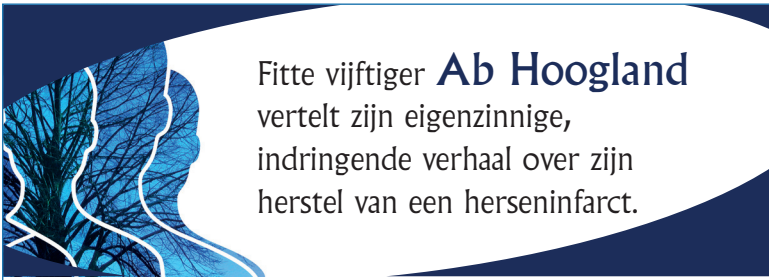 Fitte vijftiger Ab Hoogland
vertelt zijn eigenzinnige,
indringende verhaal over zijn
herstel van een herseninfarct.